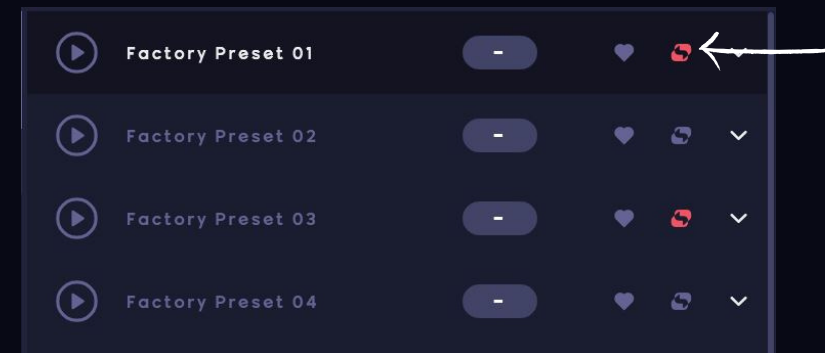 Factory Preset 01 -
Factory Preset 02 -
Factory Preset 03 -
Factory Preset 04 -